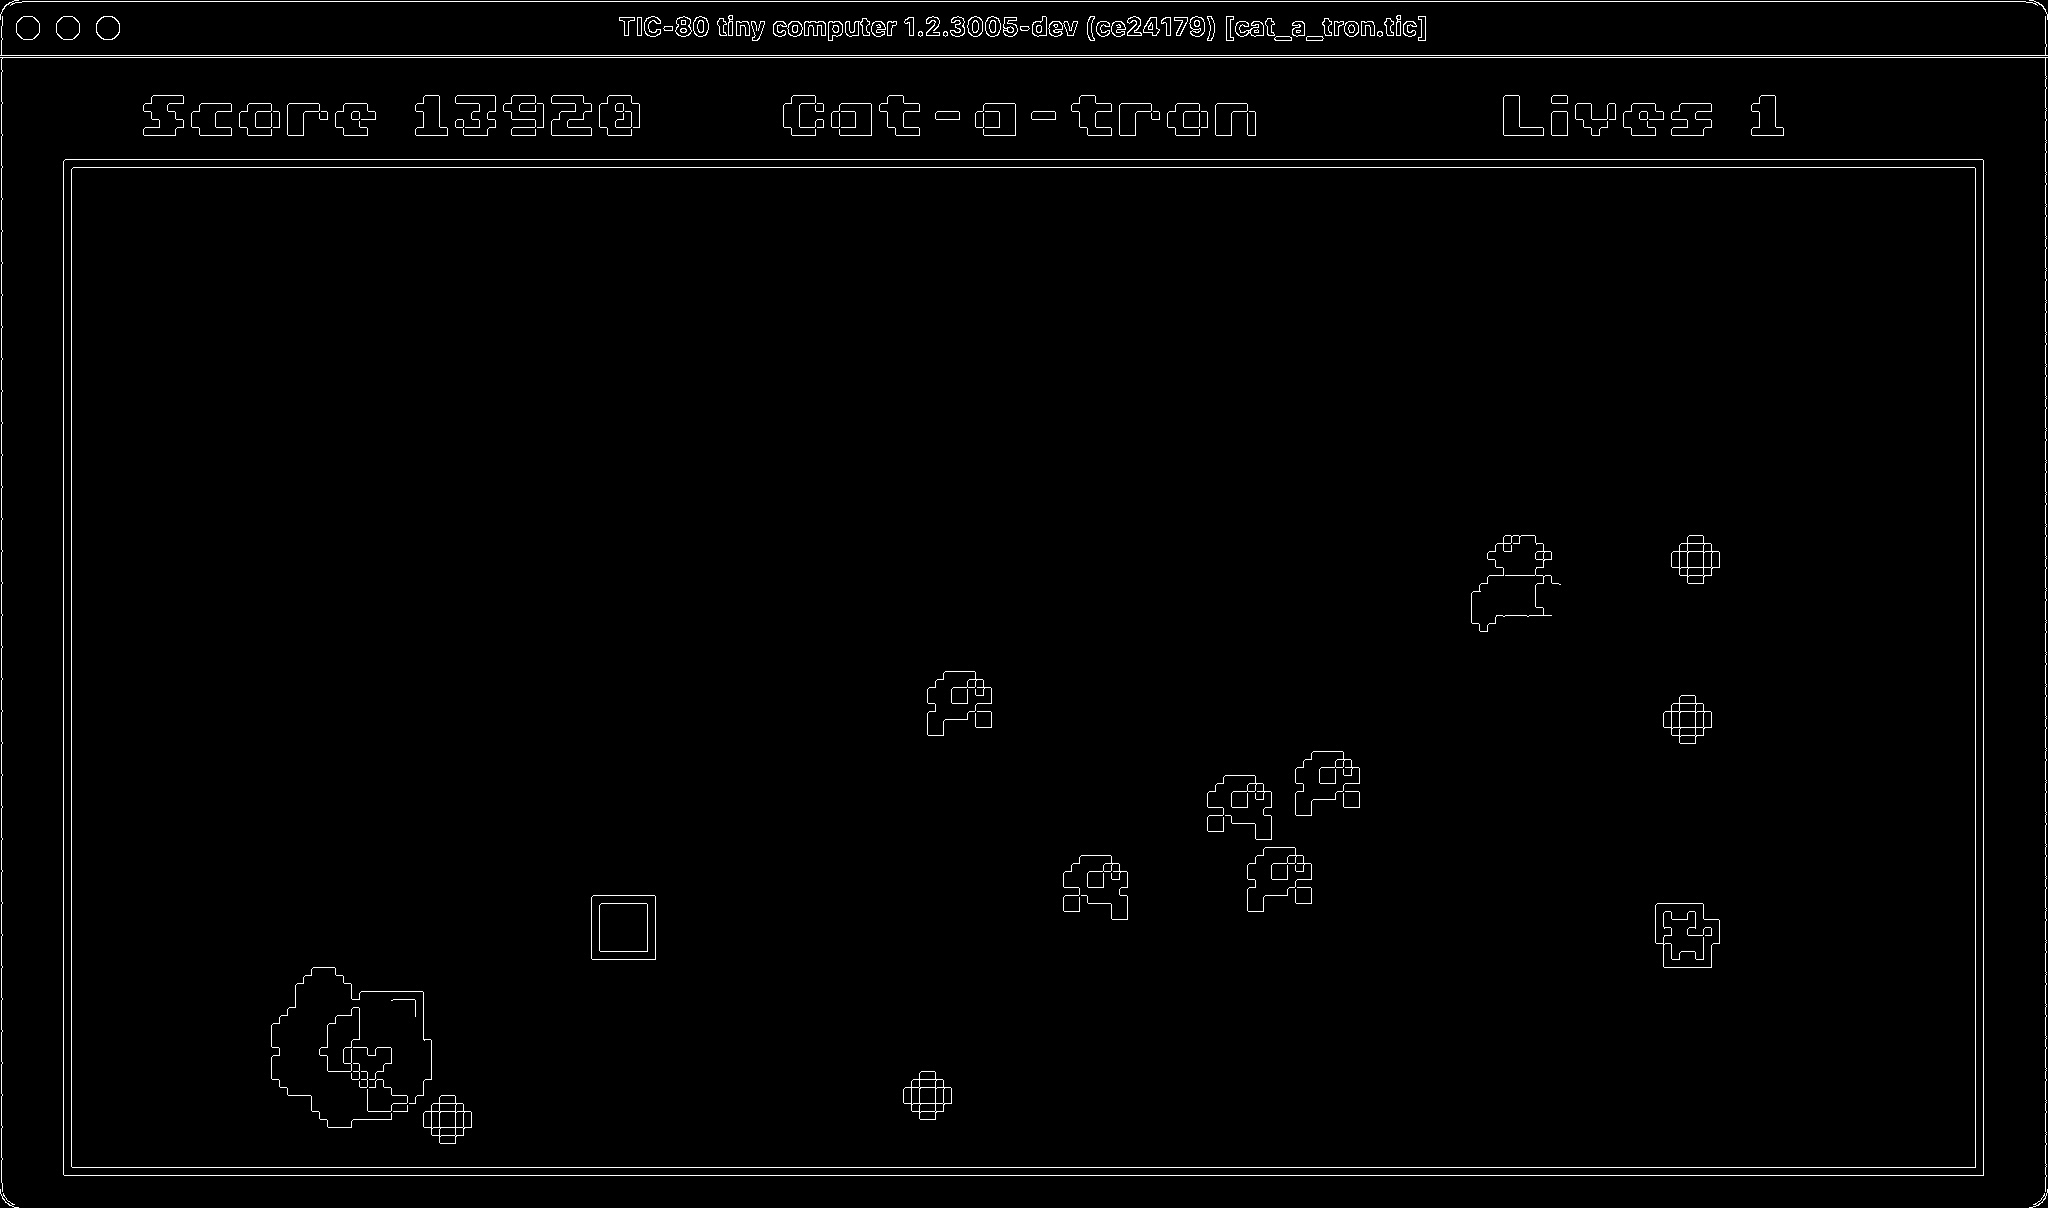 TIC-80 tiny computer 1.2.3005-dev (ce24179) [cat_a_tron.tic]
Score 13920 Cat-a-tron Lives 1